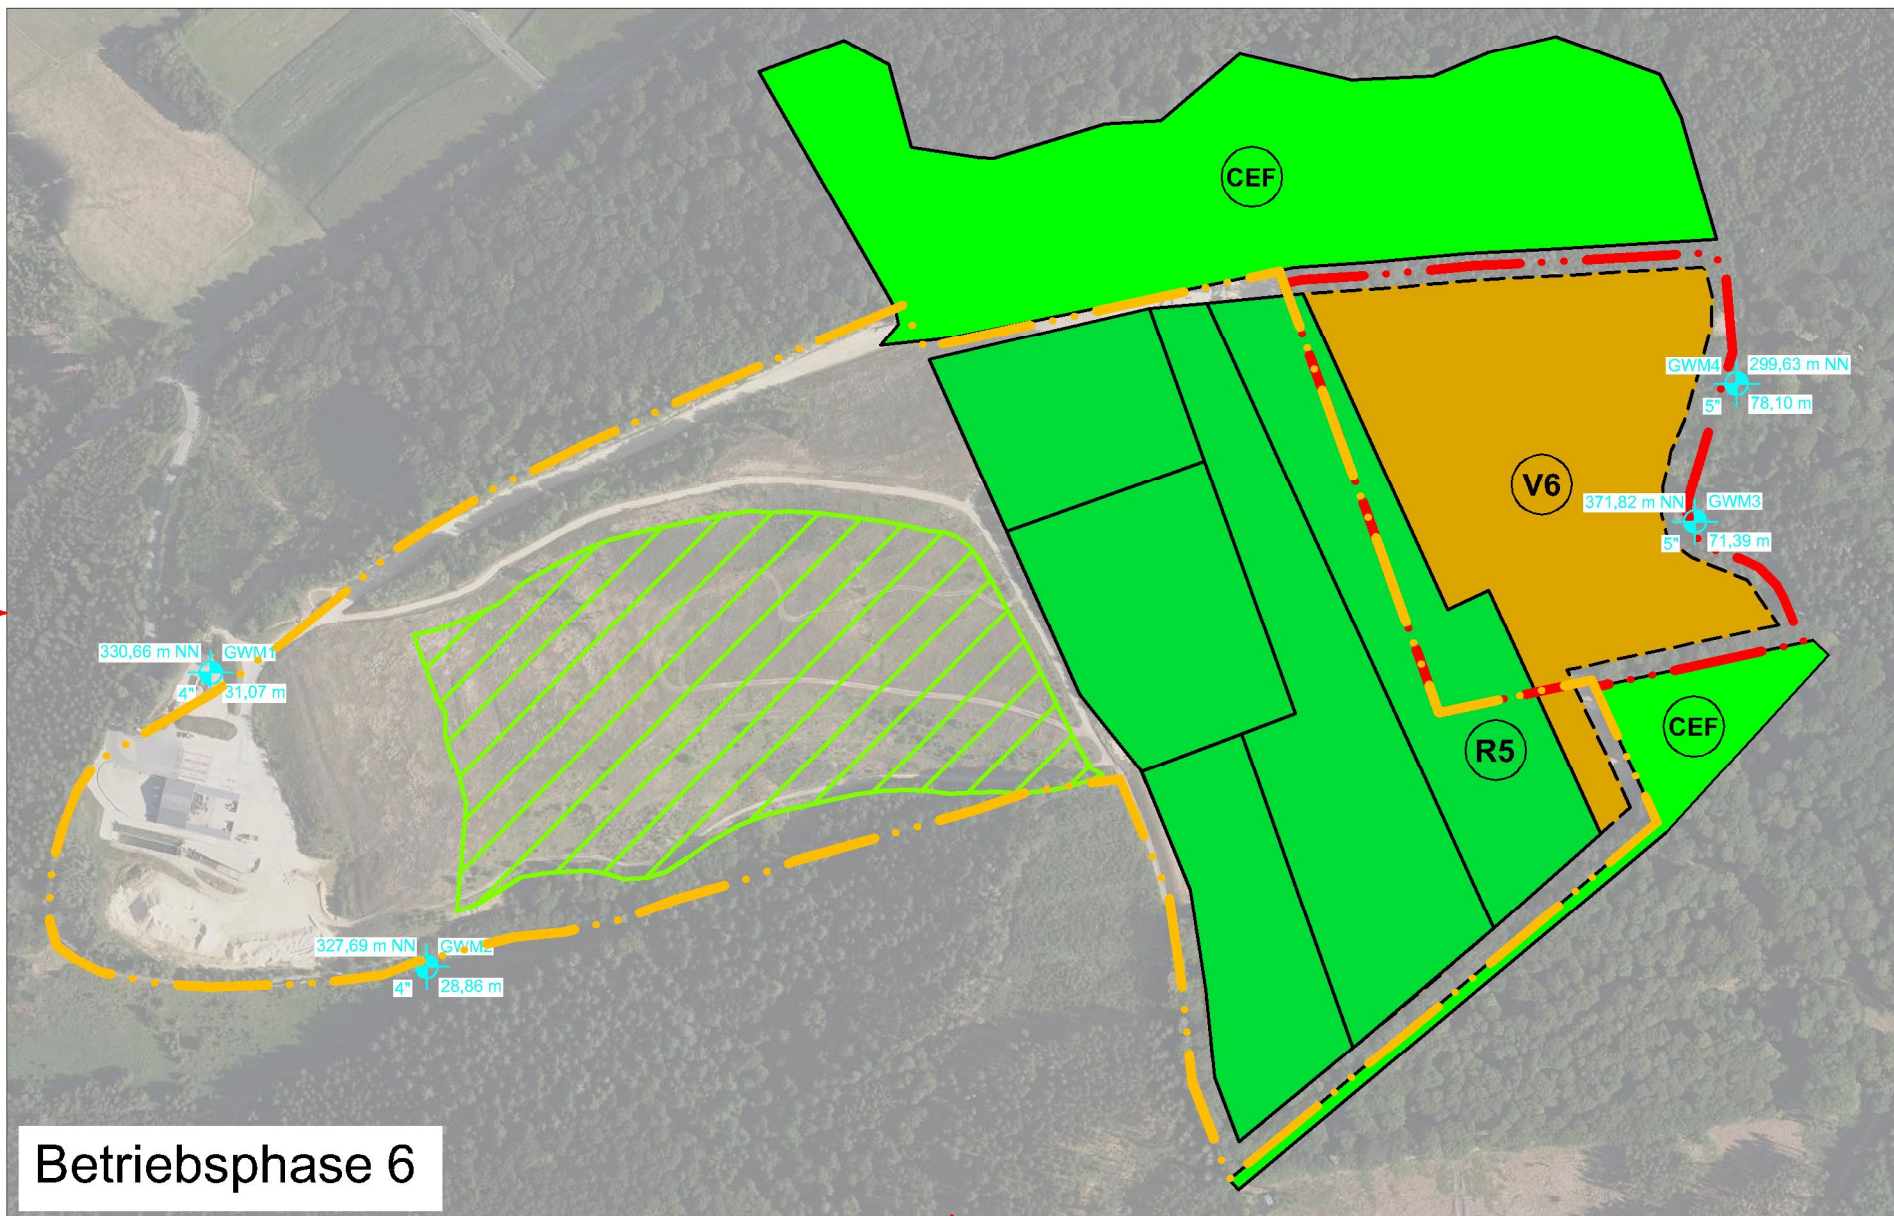 CEF
GWM4 299,63 m NN
5" 78,10 m
V6
371,82 m NN GWM3
5" 71,39 m
330,66 m NN GWM1
4" 31,07 m
CEF
R5
327,69 m NN GWM2
4" 28,86 m
Betriebsphase 6